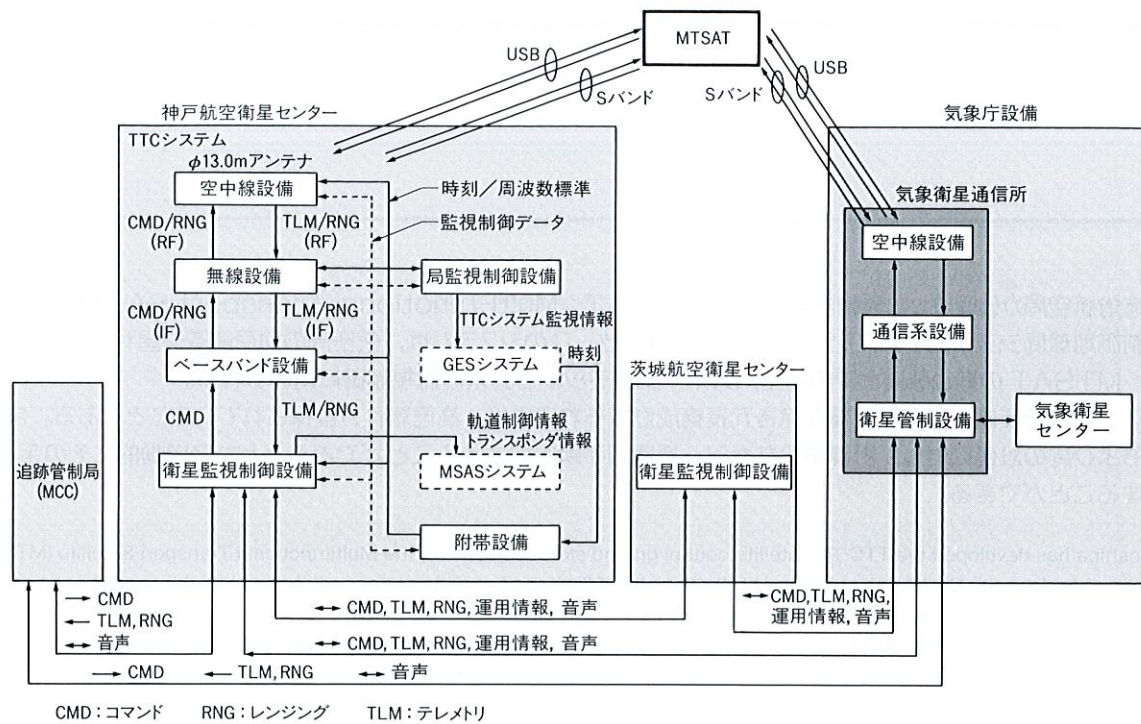 MTSAT
USB
Sバンド
USB
Sバンド
神戸航空衛星センター
TTCシステム
φ13.0mアンテナ
空中線設備
時刻/周波数標準
監視制御データ
CMD/RNG
(RF)
TLM/RNG
(RF)
無線設備
局監視制御設備
CMD/RNG
(IF)
TLM/RNG
(IF)
TTCシステム監視情報
ベースバンド設備
GESシステム
時刻
CMD
TLM/RNG
軌道制御情報
トランスポンダ情報
衛星監視制御設備
MSASシステム
附帯設備
追跡管制局
(MCC)
茨城航空衛星センター
衛星監視制御設備
気象庁設備
気象衛星通信所
空中線設備
通信系設備
衛星管制設備
気象衛星
センター
CMD
TLM,RNG
音声
CMD,TLM,RNG,運用情報,音声
CMD,TLM,RNG,
運用情報,音声
CMD,TLM,RNG,運用情報,音声
CMD
TLM,RNG
音声
CMD:コマンド RNG:レンジング TLM:テレメトリ